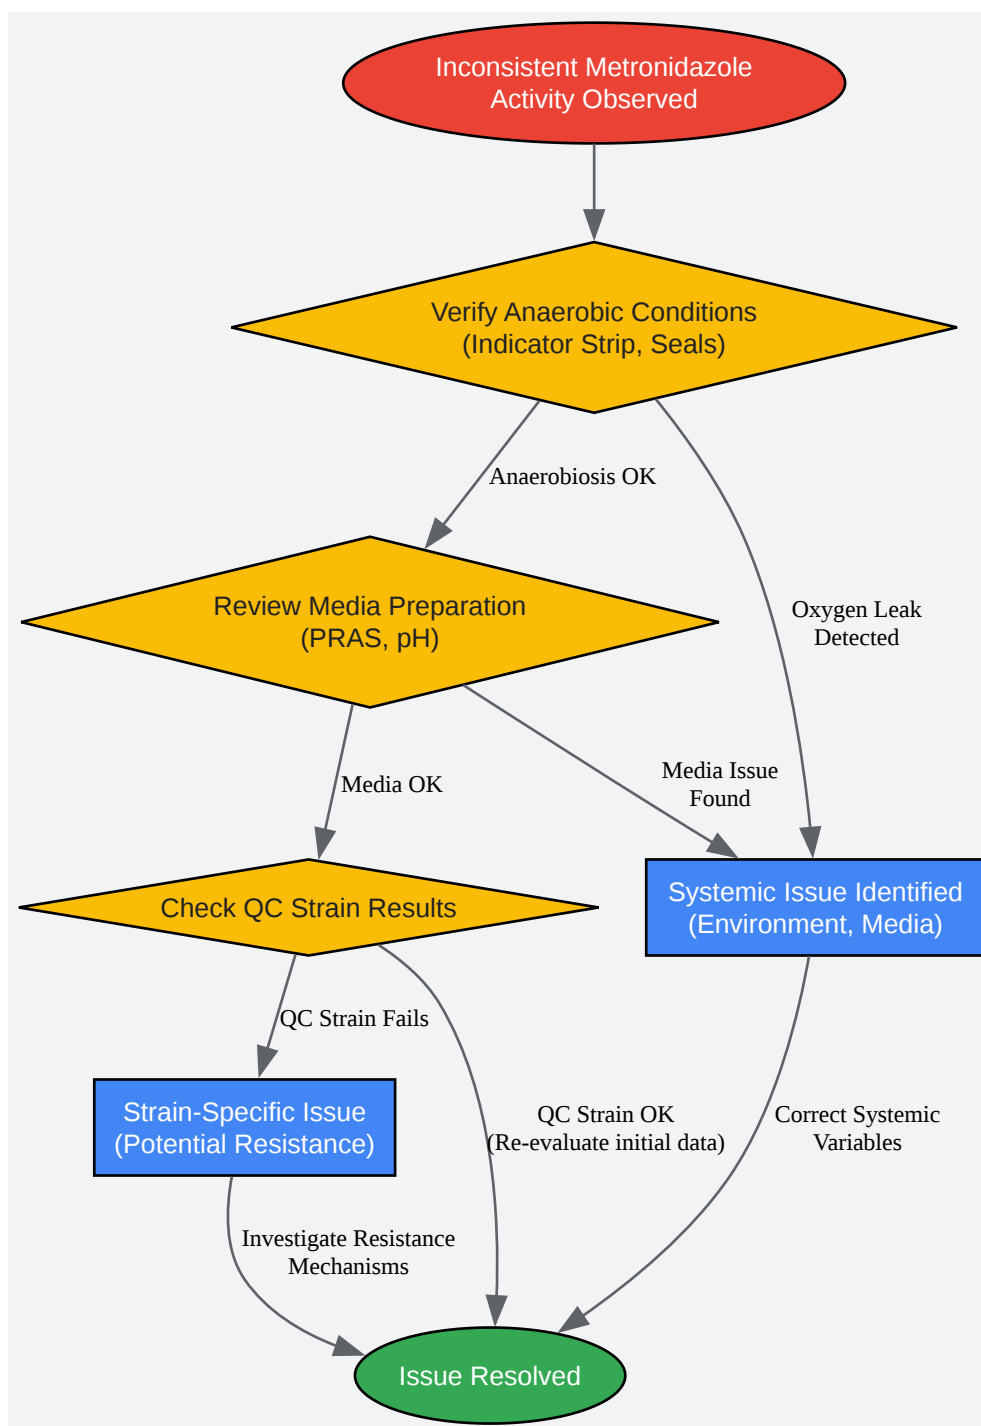 Inconsistent Metronidazole
Activity Observed
Verify Anaerobic Conditions
(Indicator Strip, Seals)
Anaerobiosis OK
Review Media Preparation
(PRAS, pH)
Oxygen Leak
Detected
Media OK
Media Issue
Found
Check QC Strain Results
Systemic Issue Identified
(Environment, Media)
QC Strain Fails
Strain-Specific Issue
(Potential Resistance)
QC Strain OK
(Re-evaluate initial data)
Correct Systemic
Variables
Investigate Resistance
Mechanisms
Issue Resolved